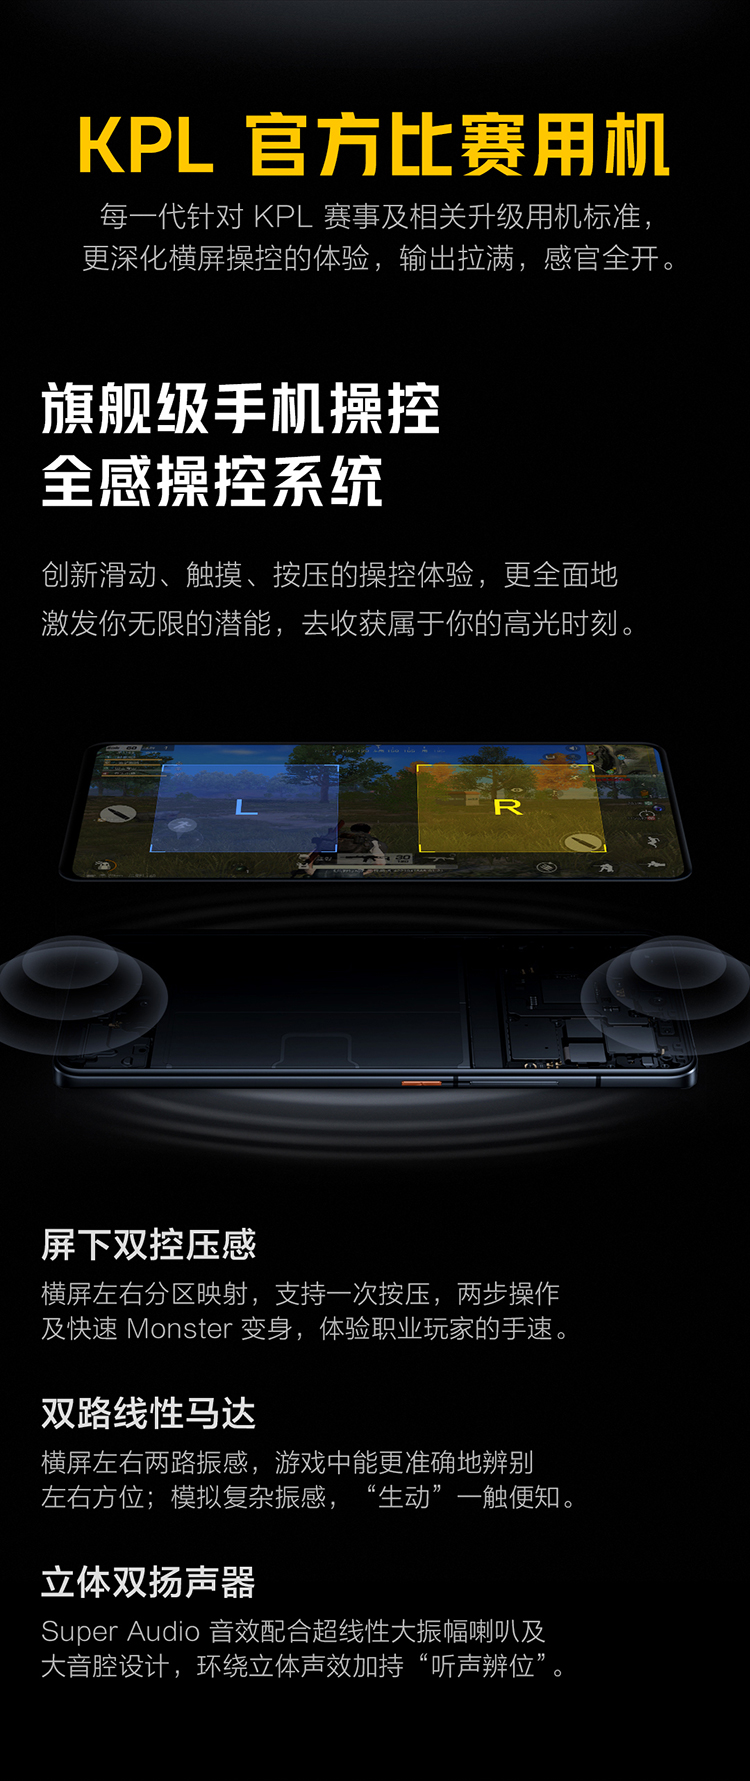 KPL 官方比赛用机
每一代针对 KPL 赛事及相关升级用机标准，
更深化横屏操控的体验，输出拉满，感官全开。
旗舰级手机操控
全感操控系统
创新滑动、触摸、按压的操控体验，更全面地
激发你无限的潜能，去收获属于你的高光时刻。
L
R
屏下双控压感
横屏左右分区映射，支持一次按压，两步操作
及快速 Monster 变身，体验职业玩家的手速。
双路线性马达
横屏左右两路振感，游戏中能更准确地辨别
左右方位；模拟复杂振感，“生动”一触便知。
立体双扬声器
Super Audio 音效配合超线性大振幅喇叭及
大音腔设计，环绕立体声效加持“听声辨位”。